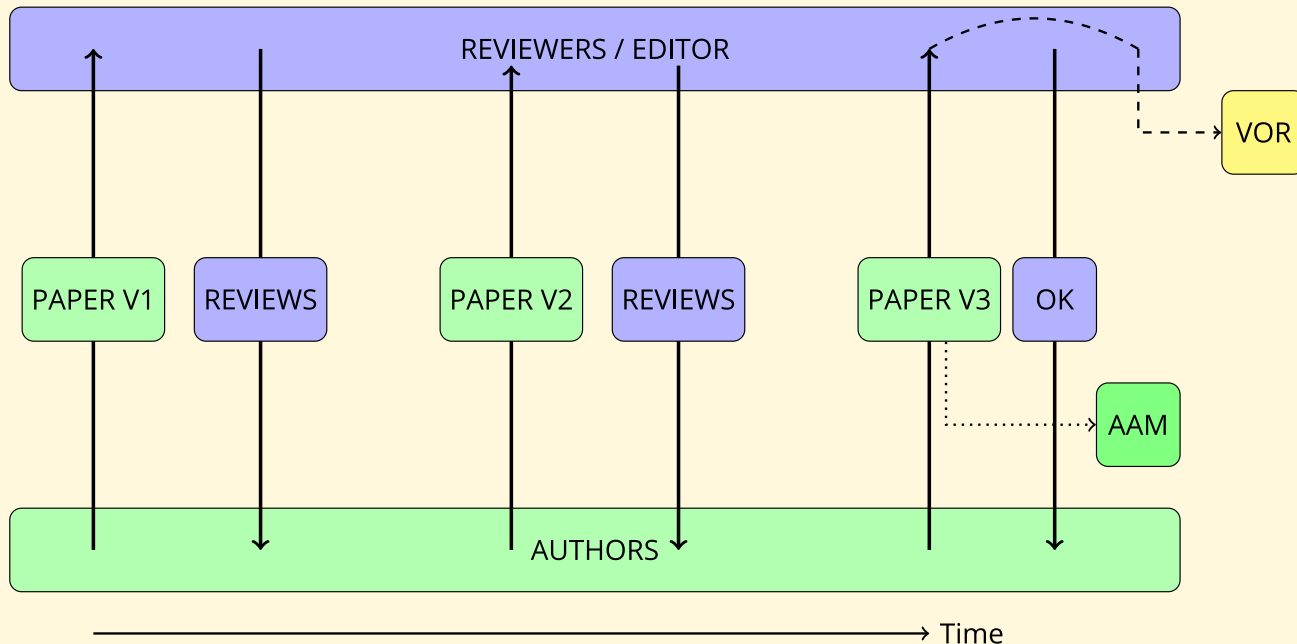 REVIEWERS / EDITOR
VOR
PAPER V1
REVIEWS
PAPER V2
REVIEWS
PAPER V3
OK
AAM
AUTHORS
Time